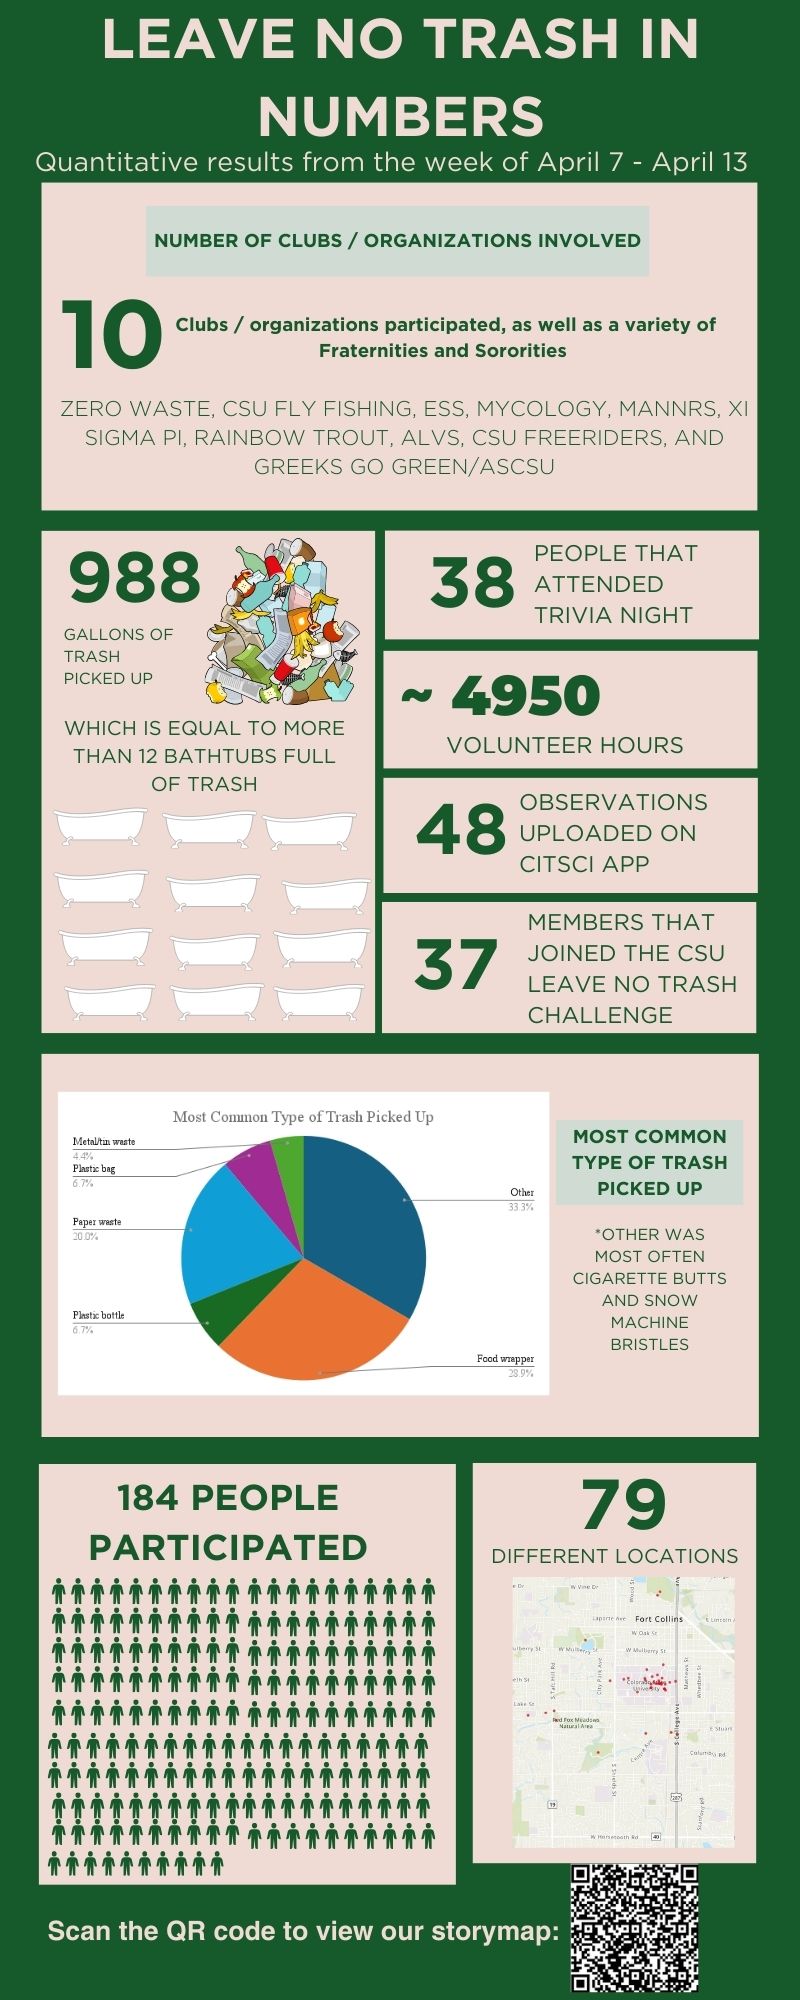 LEAVE NO TRASH IN
NUMBERS
Quantitative results from the week of April 7 - April 13
NUMBER OF CLUBS / ORGANIZATIONS INVOLVED
10
Clubs / organizations participated, as well as a variety of
Fraternities and Sororities
ZERO WASTE, CSU FLY FISHING, ESS, MYCOLOGY, MANNRS, XI
SIGMA PI, RAINBOW TROUT, ALVS, CSU FREERIDERS, AND
GREEKS GO GREEN/ASCSU
988
GALLONS OF
TRASH
PICKED UP
WHICH IS EQUAL TO MORE
THAN 12 BATHTUBS FULL
OF TRASH
38
PEOPLE THAT
ATTENDED
TRIVIA NIGHT
~ 4950
VOLUNTEER HOURS
48
OBSERVATIONS
UPLOADED ON
CITSCI APP
37
MEMBERS THAT
JOINED THE CSU
LEAVE NO TRASH
CHALLENGE
Most Common Type of Trash Picked Up
Metal/tin waste
4.4%
Plastic bag
6.7%
Paper waste
20.0%
Plastic bottle
6.7%
Other
33.3%
Food wrapper
28.9%
MOST COMMON
TYPE OF TRASH
PICKED UP
*OTHER WAS
MOST OFTEN
CIGARETTE BUTTS
AND SNOW
MACHINE
BRISTLES
184 PEOPLE
PARTICIPATED
79
DIFFERENT LOCATIONS
e Dr
W Vine Dr
Wood St
Laporte Ave
Fort Collins
E Lincoln
W Oak St
ulberry St
W Mulberry St
W Mulberry St
S Taft Hill Rd
City Park Ave
Mathews St
Colorado
University
Lake St
Red Fox Meadows
Natural Area
S College Ave
E Stuart
Columbia Rd
S Shields St
287
19
W Horsetooth Rd
40
Scan the QR code to view our storymap: